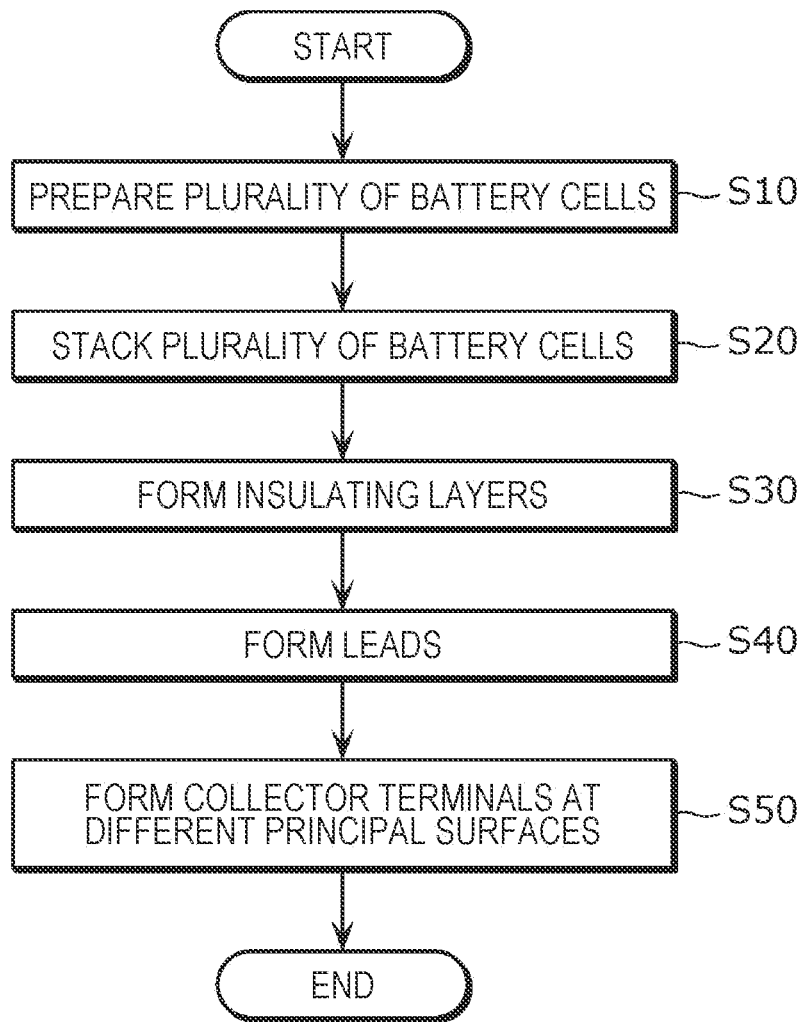 START
PREPARE PLURALITY OF BATTERY CELLS
S10
STACK PLURALITY OF BATTERY CELLS
S20
FORM INSULATING LAYERS
S30
FORM LEADS
S40
FORM COLLECTOR TERMINALS AT
DIFFERENT PRINCIPAL SURFACES
S50
END